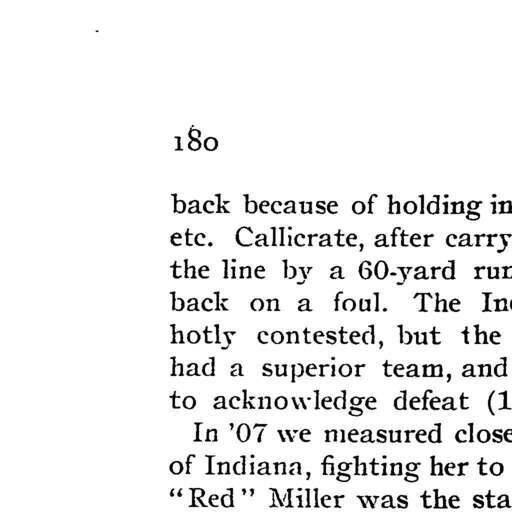 180
back because of holding in
etc. Callicrate, after carry
the line by a 60-yard
back on a foul. The
hotly contested, but the
had a superior team, and
to acknowledge defeat (1
In '07 we measured close
of Indiana, fighting her to
"Red" Miller was the sta